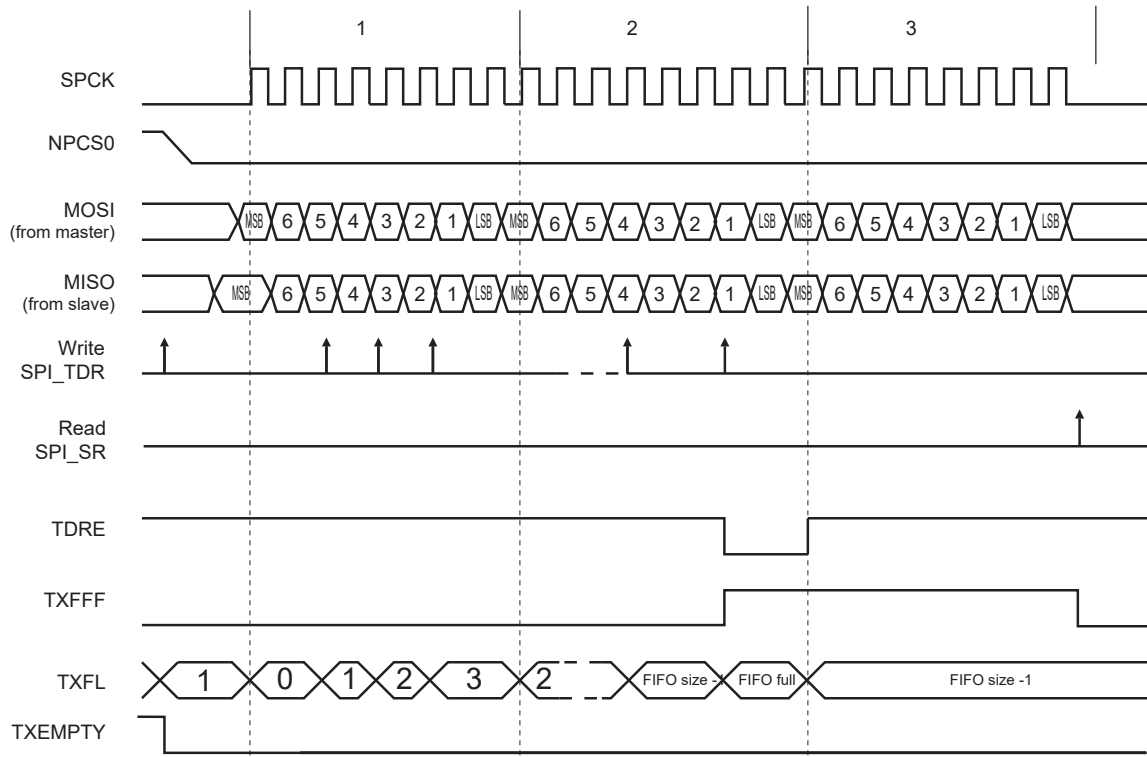 1 2 3
SPCK
NPCS0
MOSI
(from master)
MSB 6 5 4 3 2 1 LSB MSB 6 5 4 3 2 1 LSB MSB 6 5 4 3 2 1 LSB
MISO
(from slave)
MSB 6 5 4 3 2 1 LSB MSB 6 5 4 3 2 1 LSB MSB 6 5 4 3 2 1 LSB
Write
SPI_TDR
Read
SPI_SR
TDRE
TXFFF
TXFL 1 0 1 2 3 2 FIFO size -1 FIFO full FIFO size -1
TXEMPTY